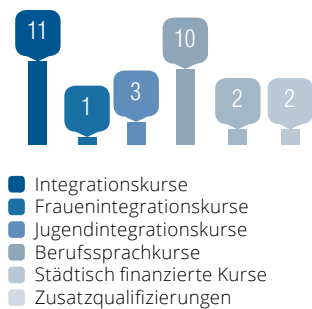 11
1
3
10
2
2
Integrationskurse
Frauenintegrationskurse
Jugendintegrationskurse
Berufssprachkurse
Städtisch finanzierte Kurse
Zusatzqualifizierungen